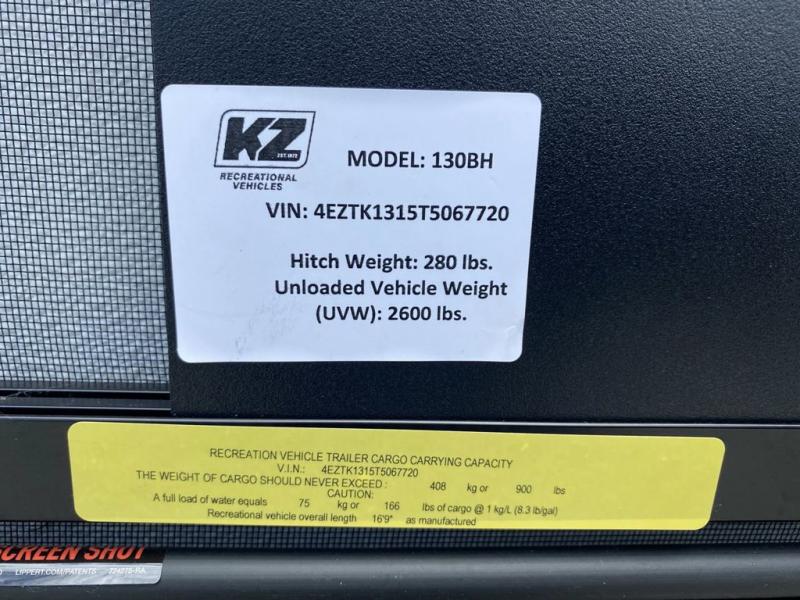 KZ
EST. 1972
RECREATIONAL
VEHICLES
MODEL: 130BH
VIN: 4EZTK1315T5067720
Hitch Weight: 280 lbs.
Unloaded Vehicle Weight
(UVW): 2600 lbs.
RECREATION VEHICLE TRAILER CARGO CARRYING CAPACITY
V.I.N.: 4EZTK1315T5067720
THE WEIGHT OF CARGO SHOULD NEVER EXCEED : 408 kg or 900 lbs
CAUTION:
A full load of water equals 75 kg or 166 lbs of cargo @ 1 kg/L (8.3 lb/gal)
Recreational vehicle overall length 16'9" as manufactured
SCREEN SHOT
LIPPERT.COM/PATENTS